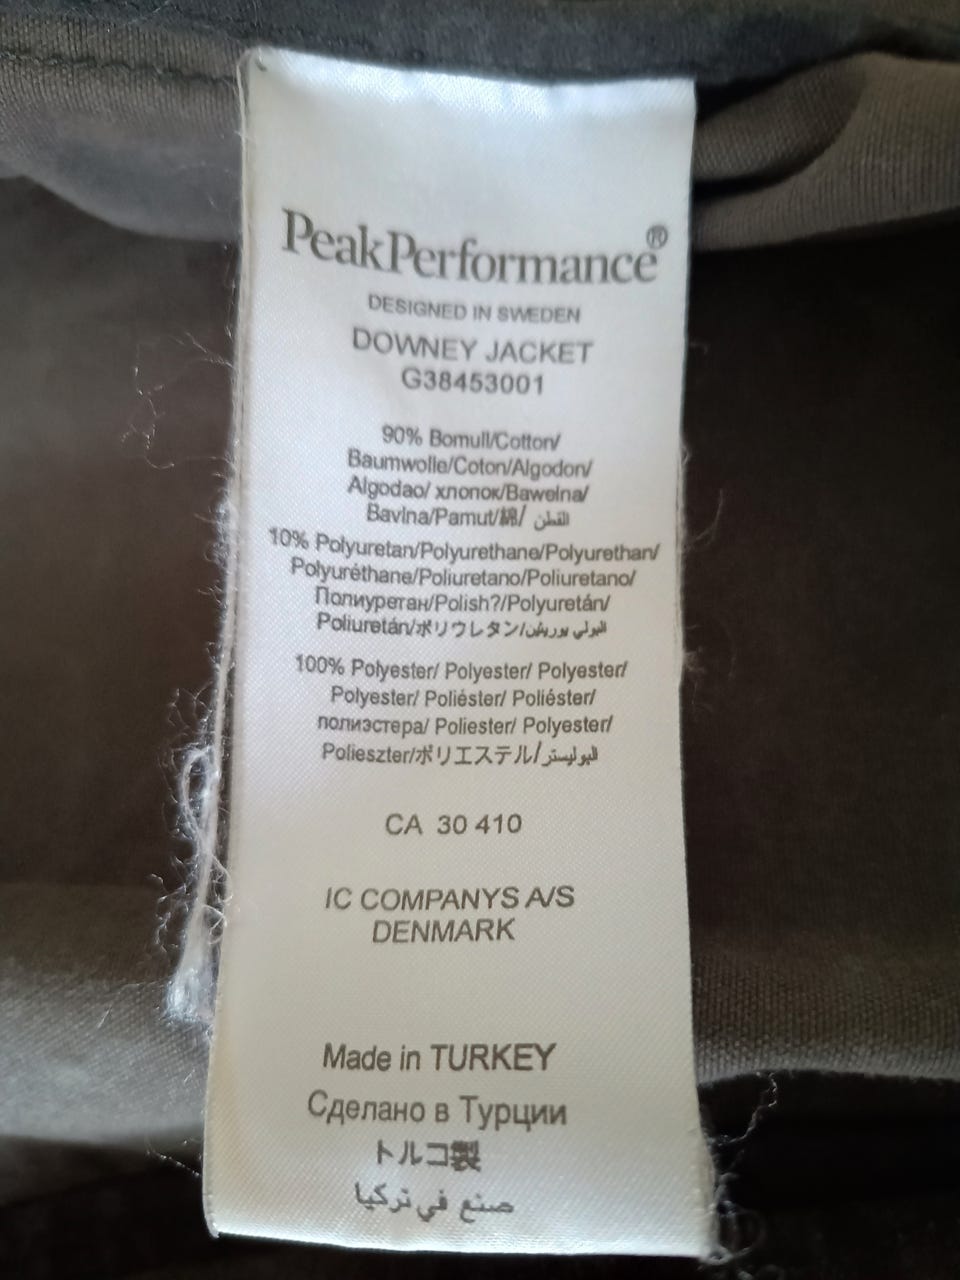 PeakPerformance®
DESIGNED IN SWEDEN
DOWNEY JACKET
G38453001
90% Bomull/Cotton/
Baumwolle/Coton/Algodon/
Algodao/ хлопок/Bawelna/
Bavlna/Pamut/綿/ القطن
10% Polyuretan/Polyurethane/Polyurethan/
Polyuréthane/Poliuretano/Poliuretano/
Полиуретан/Polish?/Polyuretán/
Poliuretán/ポリウレタン/البولي يوريثين
100% Polyester/ Polyester/ Polyester/
Polyester/ Poliéster/ Poliéster/
полиэстера/ Poliester/ Polyester/
Polieszter/ポリエステル/البوليستر
CA 30 410
IC COMPANYS A/S
DENMARK
Made in TURKEY
Сделано в Турции
トルコ製
صنع في تركيا